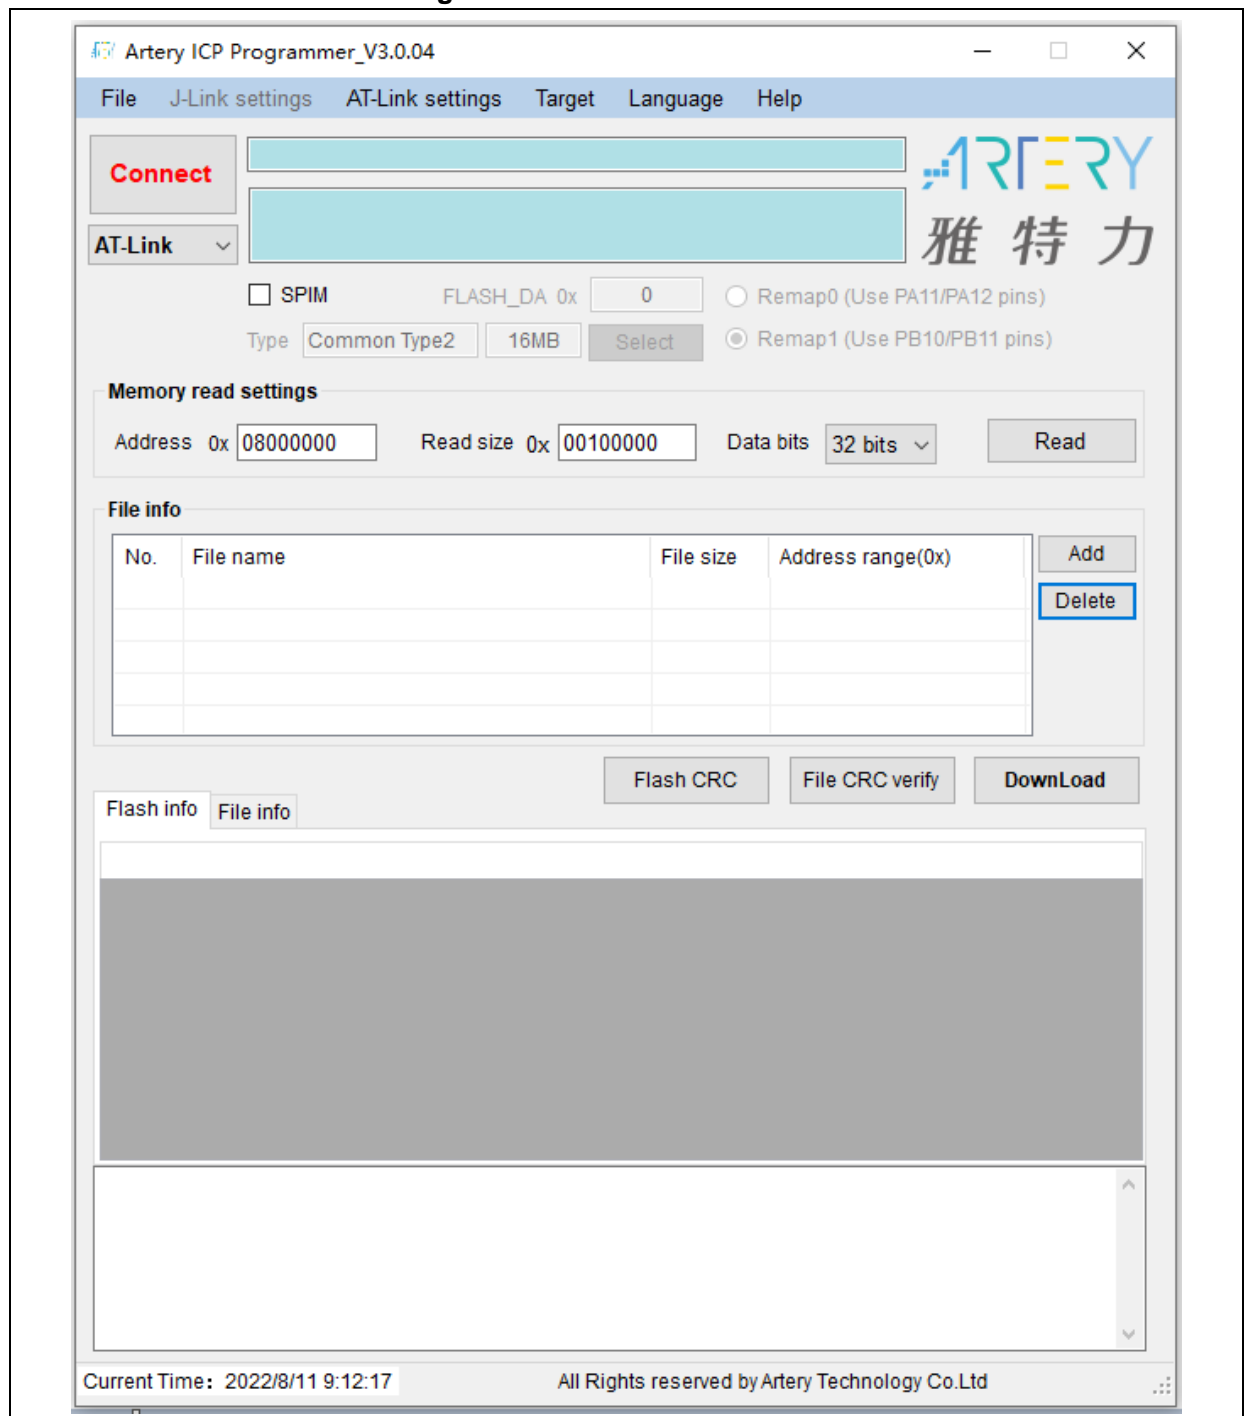 Artery ICP Programmer_V3.0.04
File J-Link settings AT-Link settings Target Language Help
Connect
ARTERY
AT-Link
雅特力
SPIM FLASH_DA 0x 0 Remap0 (Use PA11/PA12 pins)
Type Common Type2 16MB Select Remap1 (Use PB10/PB11 pins)
Memory read settings
Address 0x 08000000 Read size 0x 00100000 Data bits 32 bits Read
File info
No. File name File size Address range(0x) Add
Delete
Flash CRC File CRC verify DownLoad
Flash info File info
Current Time：2022/8/11 9:12:17 All Rights reserved by Artery Technology Co.Ltd